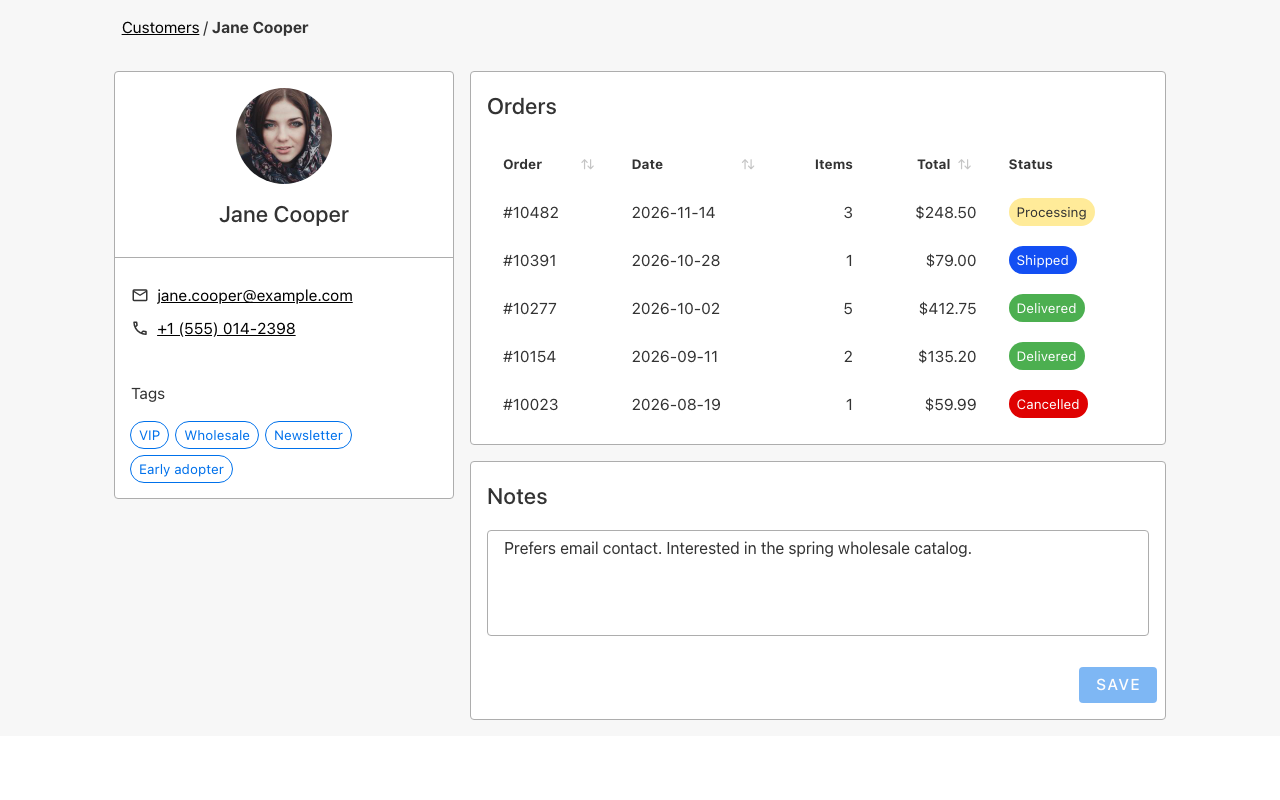 Customers / Jane Cooper
Jane Cooper
jane.cooper@example.com
+1 (555) 014-2398
Tags
VIP Wholesale Newsletter
Early adopter
Orders
Order Date Items Total Status
#10482 2026-11-14 3 $248.50 Processing
#10391 2026-10-28 1 $79.00 Shipped
#10277 2026-10-02 5 $412.75 Delivered
#10154 2026-09-11 2 $135.20 Delivered
#10023 2026-08-19 1 $59.99 Cancelled
Notes
Prefers email contact. Interested in the spring wholesale catalog.
SAVE